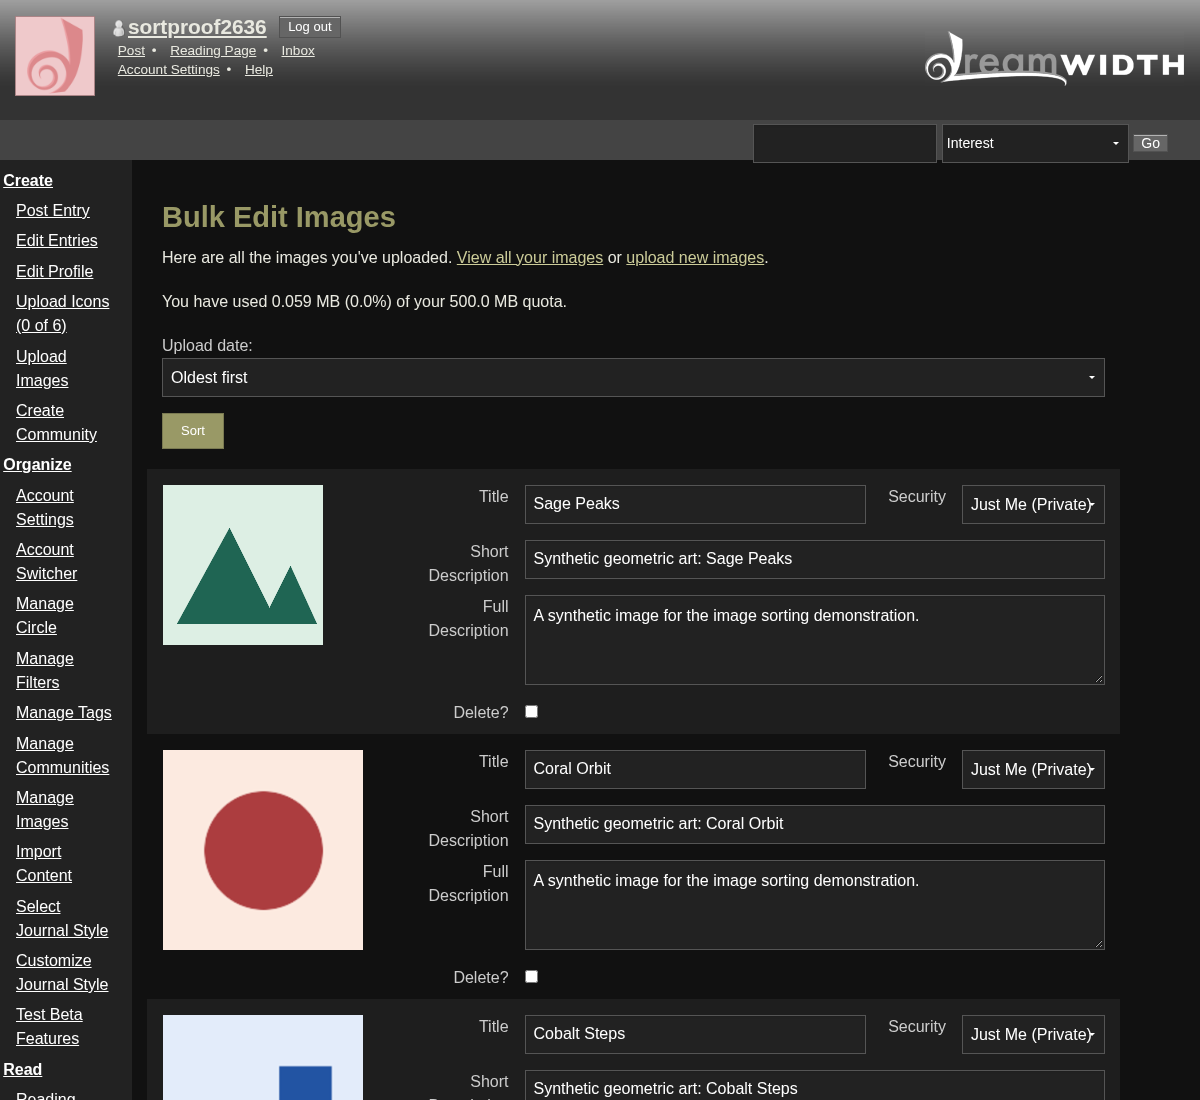 sortproof2636 Log out
Post • Reading Page • Inbox
Account Settings • Help
dreamwidth
Interest Go
Create
Post Entry
Edit Entries
Edit Profile
Upload Icons
(0 of 6)
Upload
Images
Create
Community
Organize
Account
Settings
Account
Switcher
Manage
Circle
Manage
Filters
Manage Tags
Manage
Communities
Manage
Images
Import
Content
Select
Journal Style
Customize
Journal Style
Test Beta
Features
Read
Reading
Bulk Edit Images
Here are all the images you've uploaded. View all your images or upload new images.
You have used 0.059 MB (0.0%) of your 500.0 MB quota.
Upload date:
Oldest first
Sort
Title Sage Peaks Security Just Me (Private)
Short
Description
Synthetic geometric art: Sage Peaks
Full
Description
A synthetic image for the image sorting demonstration.
Delete?
Title Coral Orbit Security Just Me (Private)
Short
Description
Synthetic geometric art: Coral Orbit
Full
Description
A synthetic image for the image sorting demonstration.
Delete?
Title Cobalt Steps Security Just Me (Private)
Short
Synthetic geometric art: Cobalt Steps